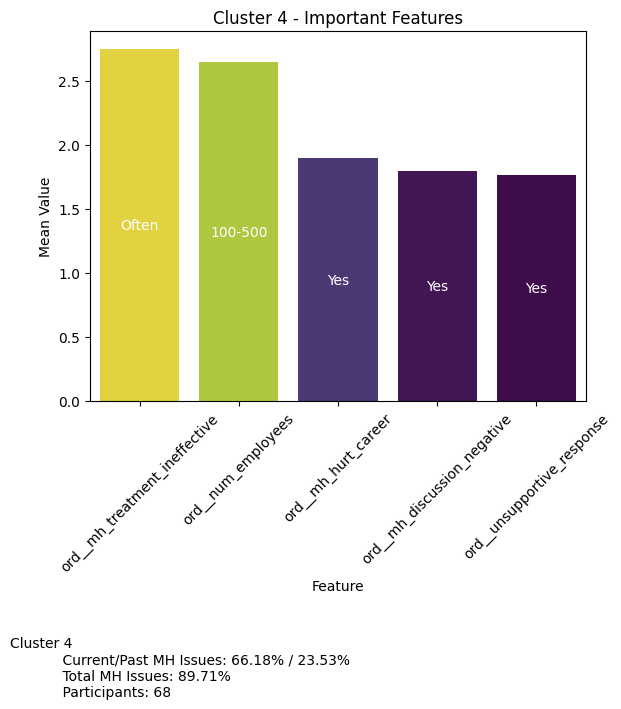 Cluster 4 - Important Features
Mean Value
2.5
2.0
1.5
1.0
0.5
0.0
Often
100-500
Yes
Yes
Yes
ord__mh_treatment_ineffective
ord__num_employees
ord__mh_hurt_career
ord__mh_discussion_negative
ord__unsupportive_response
Feature
Cluster 4
Current/Past MH Issues: 66.18% / 23.53%
Total MH Issues: 89.71%
Participants: 68